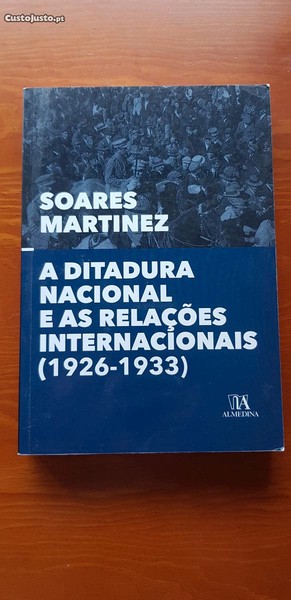 CustoJusto.pt
SOARES
MARTINEZ
A DITADURA
NACIONAL
E AS RELAÇÕES
INTERNACIONAIS
(1926-1933)
ALMEDINA